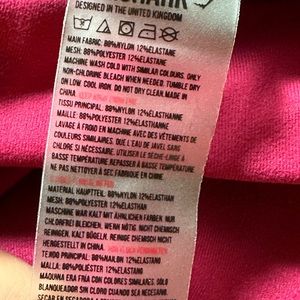 DESIGNED IN THE UNITED KINGDOM
MAIN FABRIC: 88%NYLON 12%ELASTANE
MESH: 88%POLYESTER 12%ELASTANE
MACHINE WASH COLD WITH SIMILAR COLOURS. ONLY
NON-CHLORINE BLEACH WHEN NEEDED. TUMBLE DRY
ON LOW. COOL IRON. DO NOT DRY CLEAN. MADE IN
CHINA.
TISSU PRINCIPAL: 88%NYLON 12%ELASTHANNE
MAILLE: 88%POLYESTER 12%ELASTHANNE
LAVAGE A FROID EN MACHINE AVEC DES VÊTEMENTS DE
COULEURS SIMILAIRES. QUE L'EAU DE JAVEL SANS
CHLORE SI NÉCESSAIRE. UTILISER LE SÈCHE-LINGE À
BASSE TEMPÉRATURE REPASSER À BASSE TEMPÉRATURE
NE PAS NETTOYER À SEC FABRIQUÉ EN CHINE
MATERIAL HAUPTTEIL: 88%NYLON 12%ELASTHAN
MESH: 88%POLYESTER 12%ELASTHAN
MASCHINE WAR KALT MIT ÄHNLICHEN FARBEN. NUR
CHLORFREI BLEICHEN, WENN NÖTIG. NICHT CHEMISCH
REINIGEN. KALT BÜGELN. NICHT CHEMISCH REINIGEN
HERGESTELLT IN CHINA
TEJIDO PRINCIPAL: 88%NAILON 12%ELASTANO
MALLA: 88%POLIÉSTER 12%ELASTANO
LAVAR A MÁQUINA FRÍA CON COLORES SIMILARES. SOLO
BLANQUEADOR SIN CLORO CUANDO SEA NECESARIO
SECAR EN SECADORA